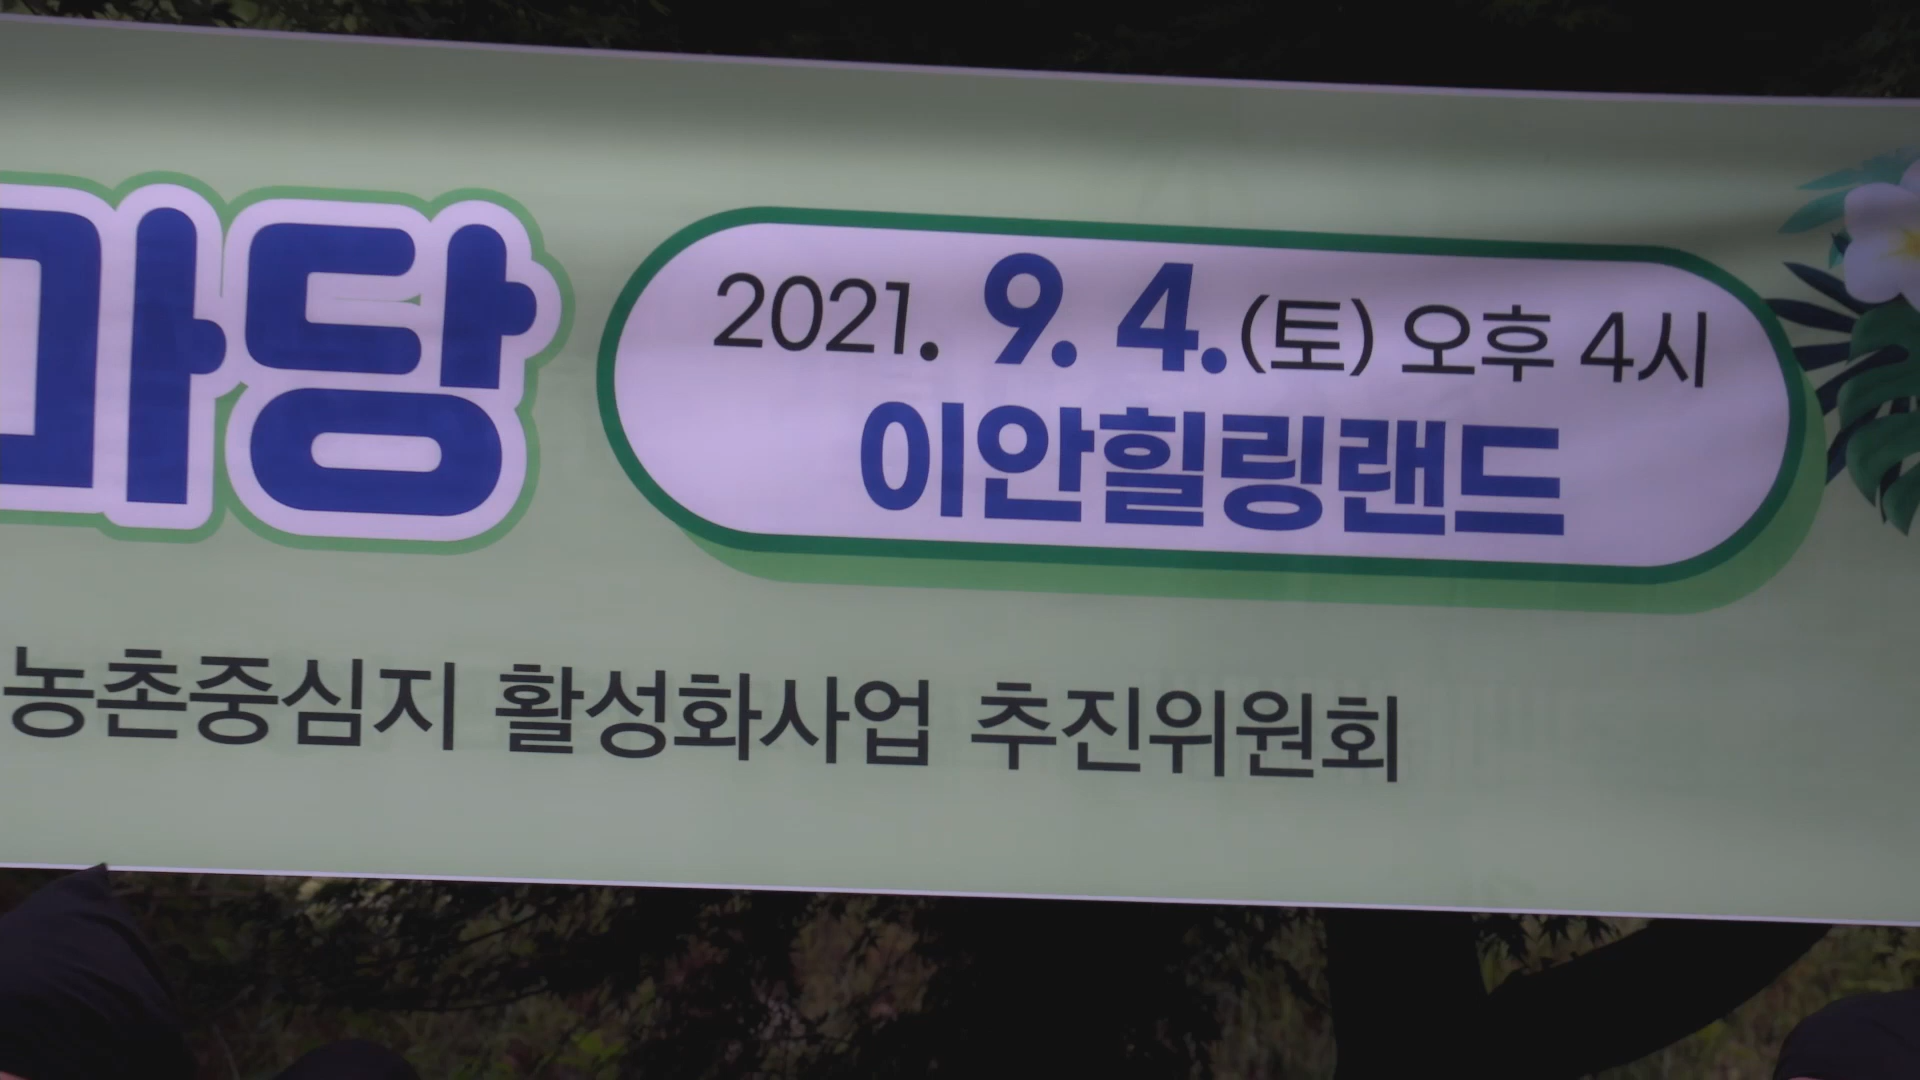 마당
2021. 9. 4.(토) 오후 4시
이안힐링랜드
농촌중심지 활성화사업 추진위원회